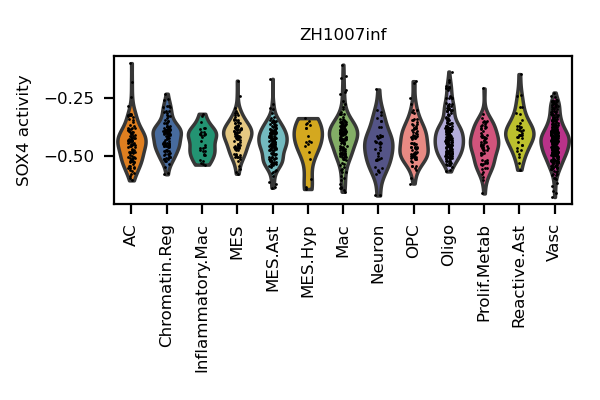 ZH1007inf
SOX4 activity
−0.25
−0.50
AC
Chromatin.Reg
Inflammatory.Mac
MES
MES.Ast
MES.Hyp
Mac
Neuron
OPC
Oligo
Prolif.Metab
Reactive.Ast
Vasc